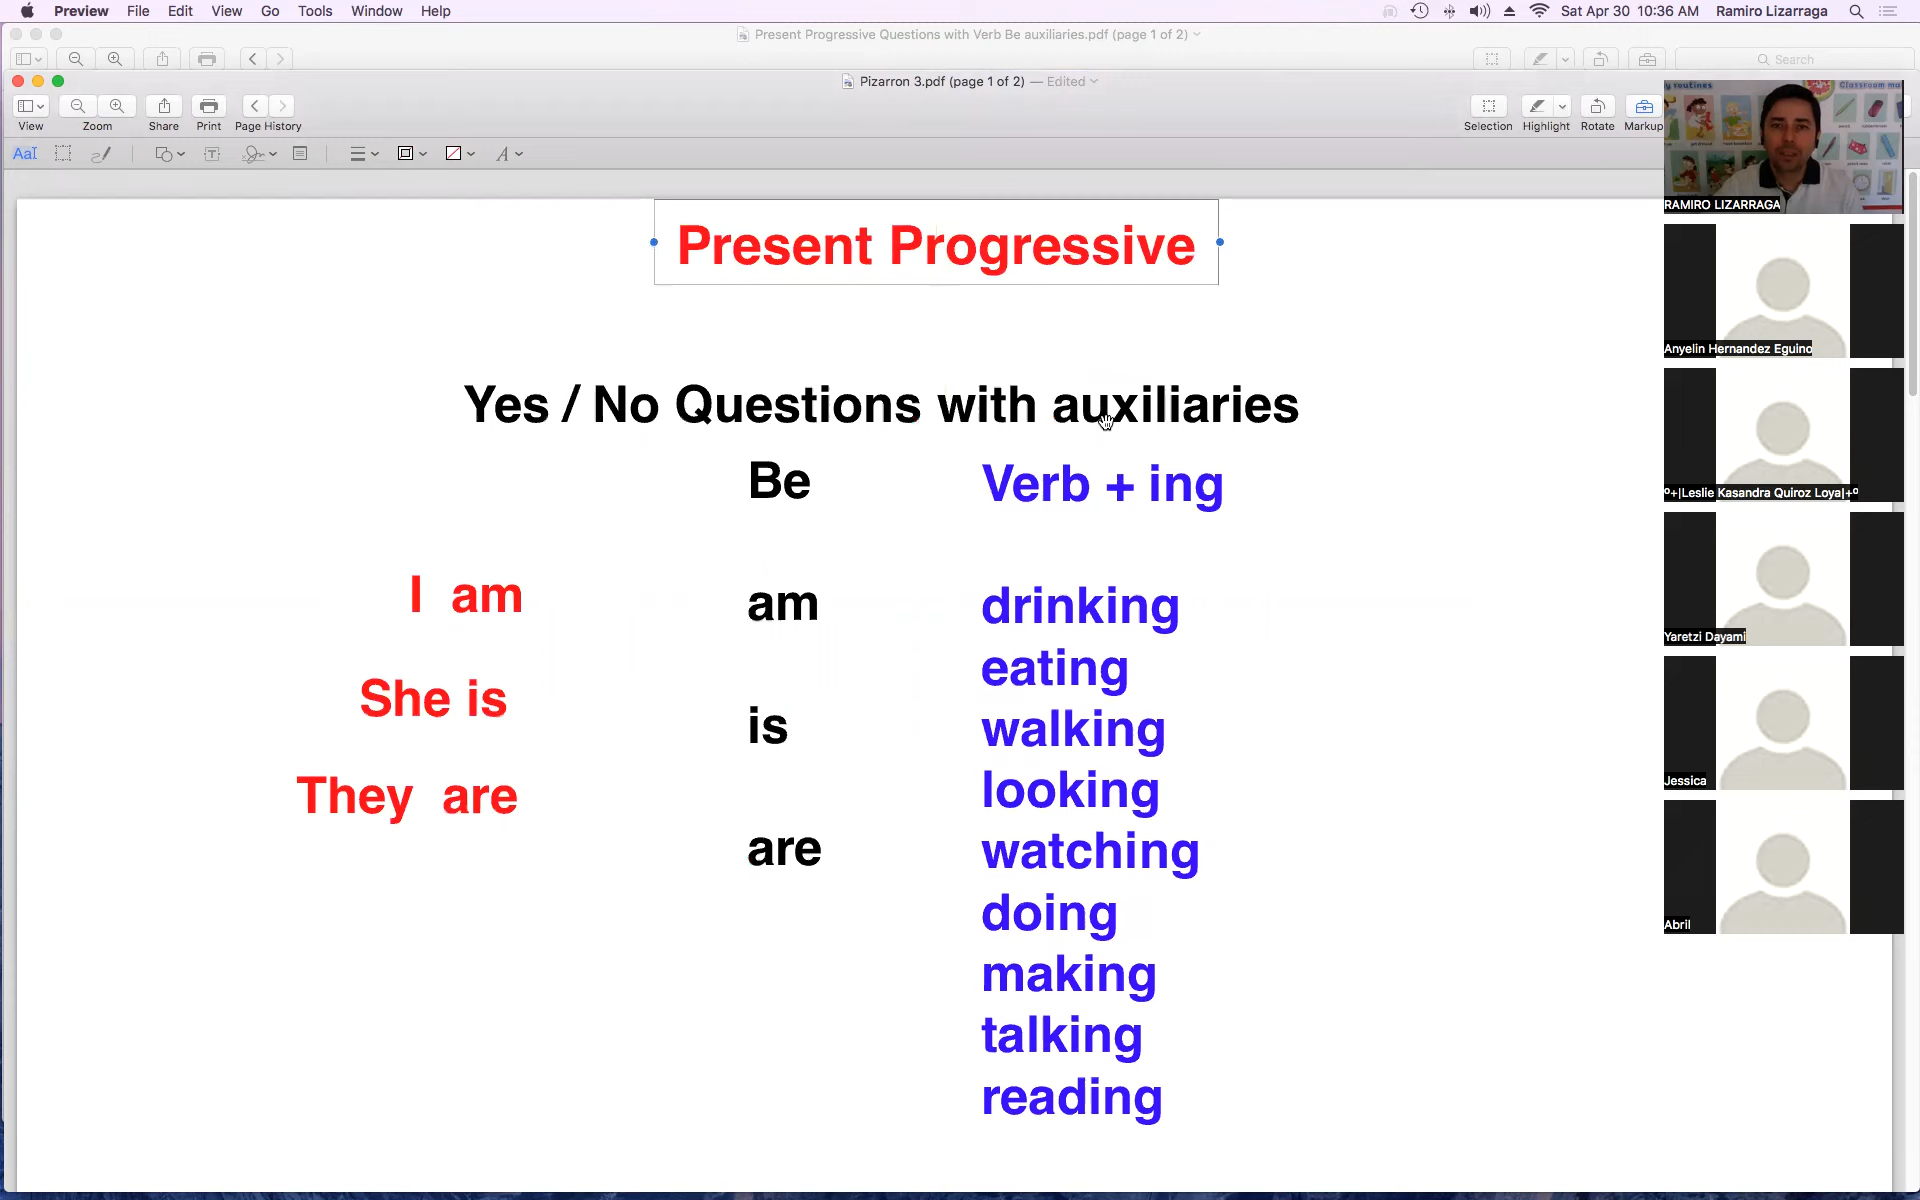 Preview File Edit View Go Tools Window Help Sat Apr 30 10:36 AM Ramiro Lizarraga
Present Progressive Questions with Verb Be auxiliaries.pdf (page 1 of 2)
Search
Pizarron 3.pdf (page 1 of 2) — Edited
View Zoom Share Print Page History Selection Highlight Rotate Markup
AaI T A
RAMIRO LIZARRAGA
Present Progressive
Anyelin Hernandez Eguino
Yes / No Questions with auxiliaries
Be Verb + ing
º+|Leslie Kasandra Quiroz Loya|+º
I am am drinking
eating
Yaretzi Dayami
She is is walking
looking
Jessica
They are are watching
doing
Abril
making
talking
reading